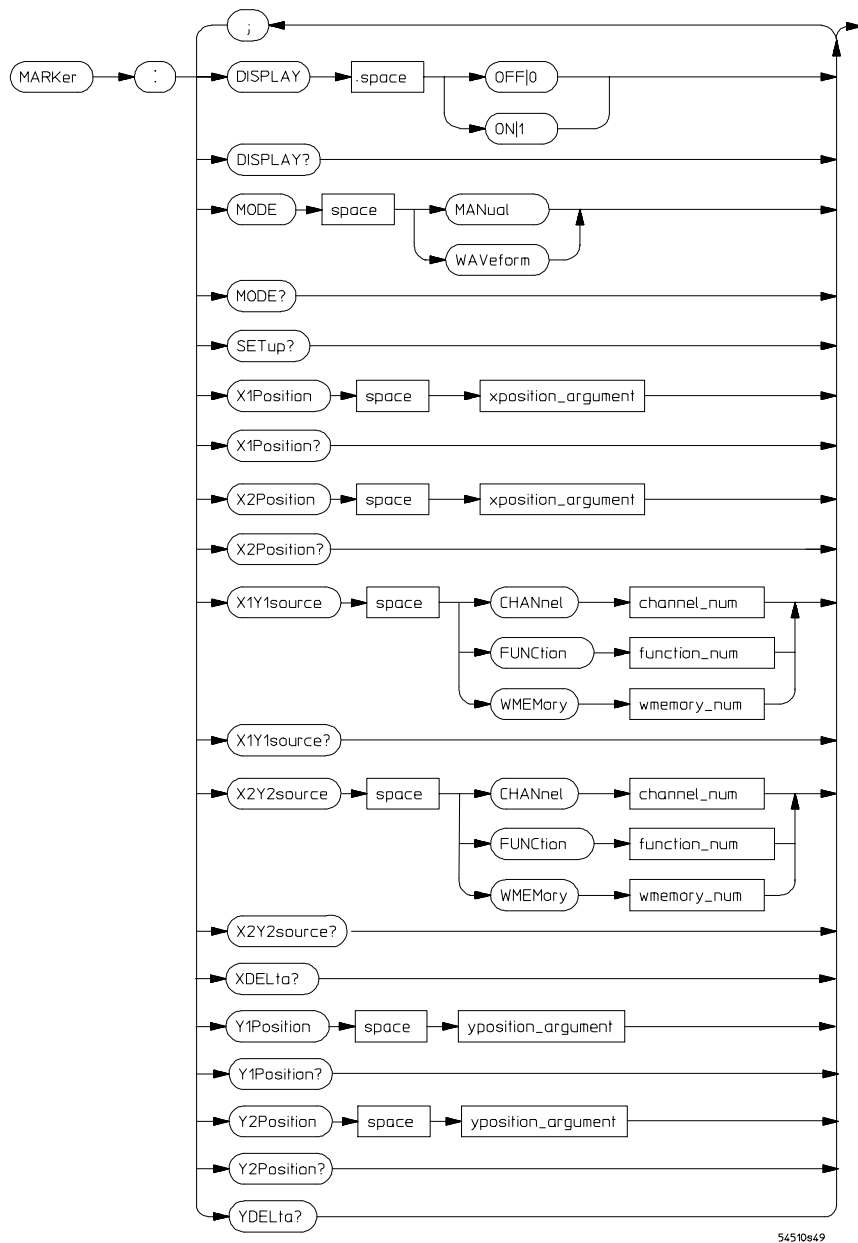 ;
MARKer : DISPLAY .space OFF|0
ON|1
DISPLAY?
MODE space MANual
WAVeform
MODE?
SETup?
X1Position space xposition_argument
X1Position?
X2Position space xposition_argument
X2Position?
X1Y1source space CHANnel channel_num
FUNCtion function_num
WMEMory wmemory_num
X1Y1source?
X2Y2source space CHANnel channel_num
FUNCtion function_num
WMEMory wmemory_num
X2Y2source?
XDELta?
Y1Position space yposition_argument
Y1Position?
Y2Position space yposition_argument
Y2Position?
YDELta?
54510s49